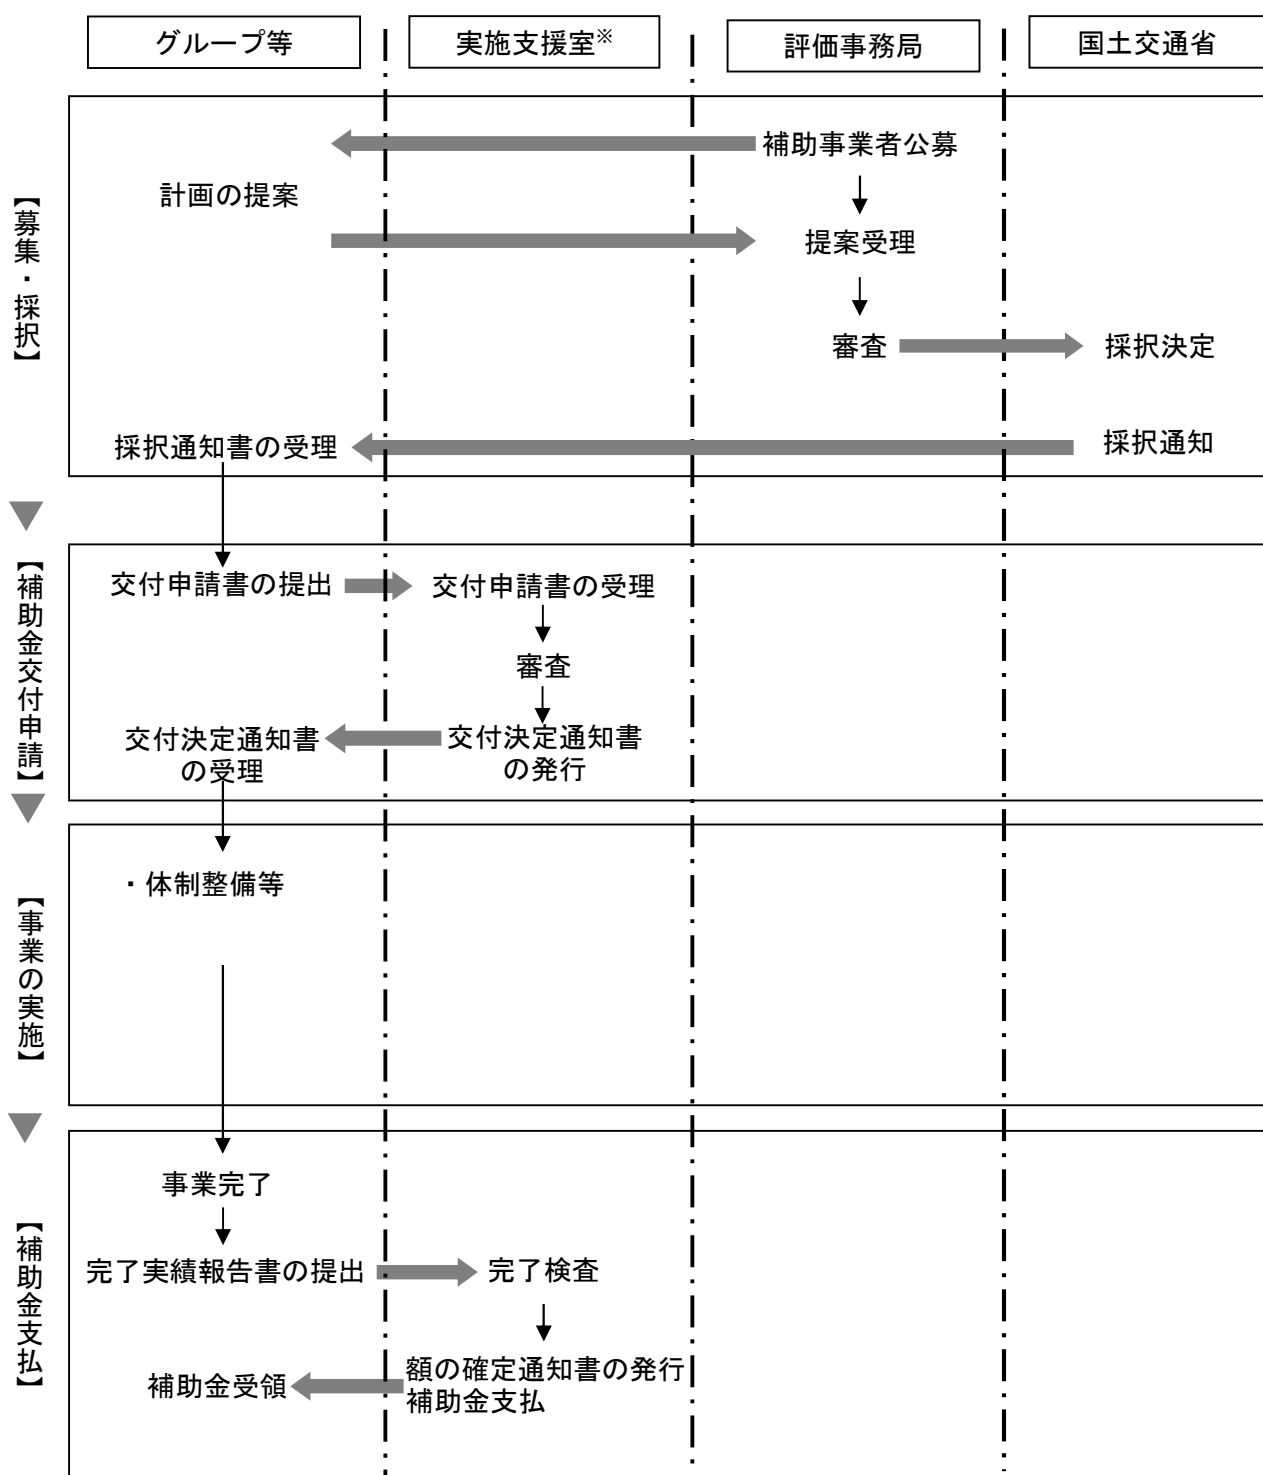 グループ等
実施支援室※
評価事務局
国土交通省
【募集・採択】
補助事業者公募
計画の提案
提案受理
審査
採択決定
採択通知書の受理
採択通知
【補助金交付申請】
交付申請書の提出
交付申請書の受理
審査
交付決定通知書
の受理
交付決定通知書
の発行
【事業の実施】
・体制整備等
【補助金支払】
事業完了
完了実績報告書の提出
完了検査
補助金受領
額の確定通知書の発行
補助金支払